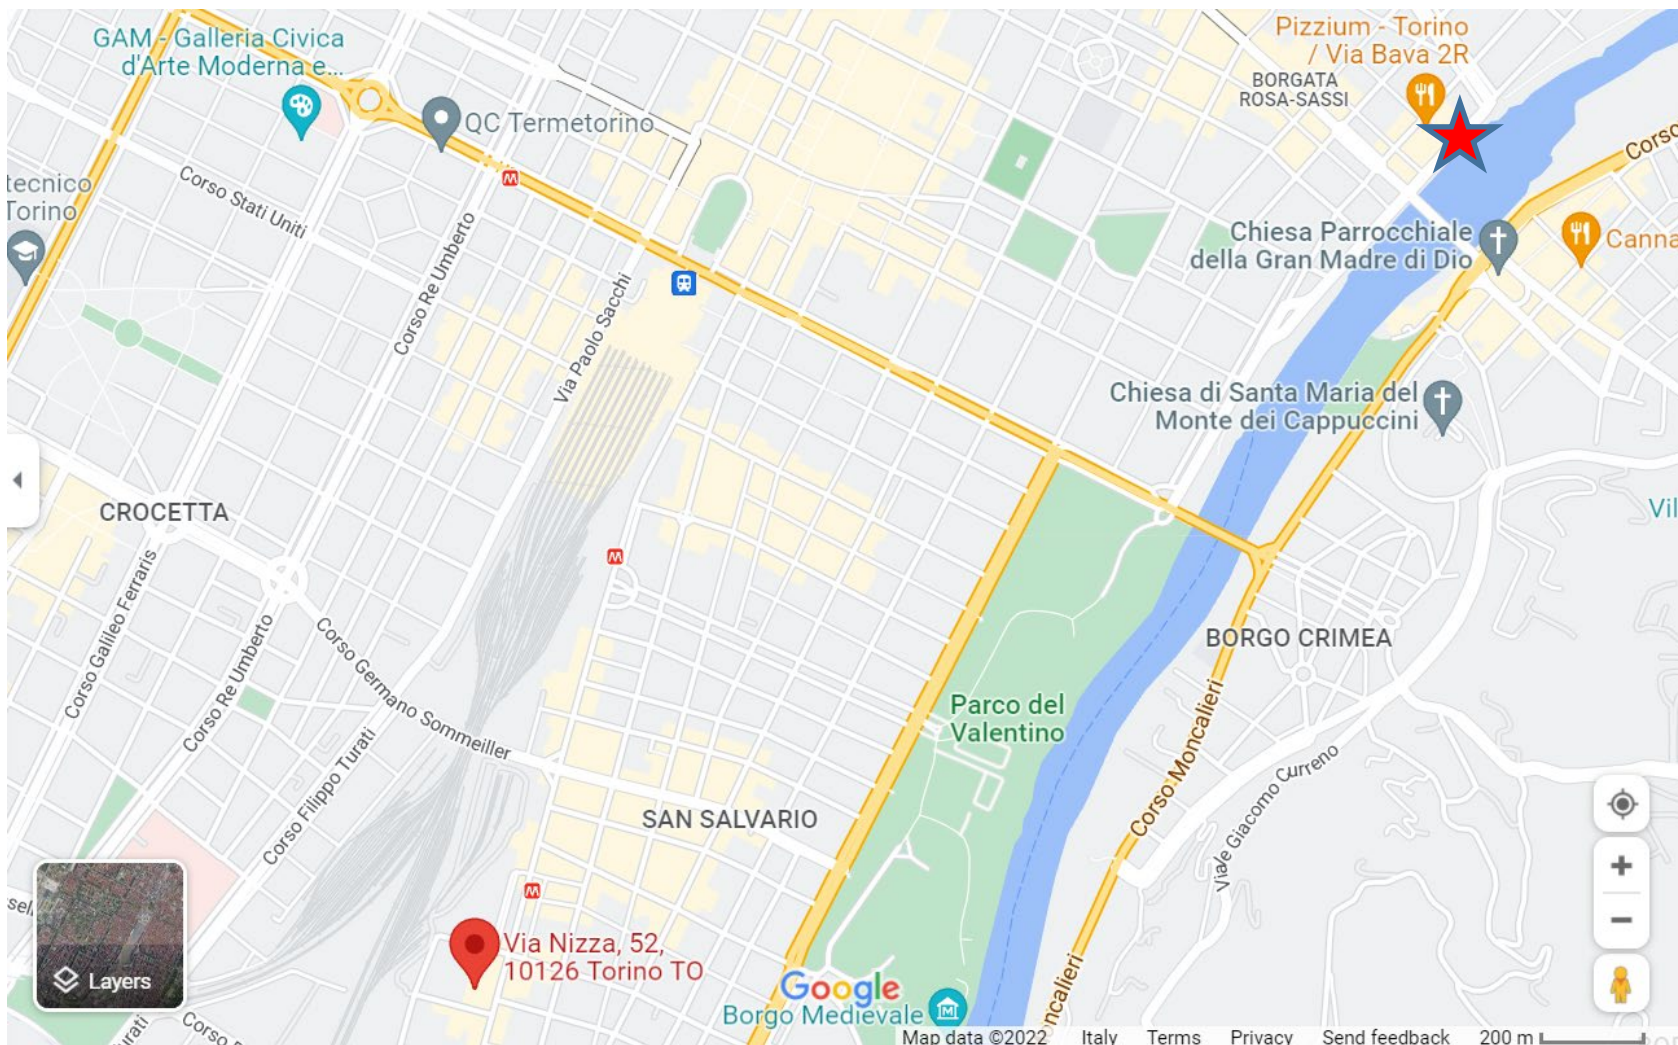 GAM - Galleria Civica
d'Arte Moderna e...
QC Termetorino
Pizzium - Torino
/ Via Bava 2R
BORGATA
ROSA-SASSI
Corso
tecnico
Torino
Corso Stati Uniti
Corso Re Umberto
Via Paolo Sacchi
Chiesa Parrocchiale
della Gran Madre di Dio
Canna
Chiesa di Santa Maria del
Monte dei Cappuccini
Vil
CROCETTA
Corso Galileo Ferraris
Corso Re Umberto
Corso Germano Sommeiller
Corso Filippo Turati
BORGO CRIMEA
Parco del
Valentino
Corso Moncalieri
Viale Giacomo Curreno
SAN SALVARIO
sell
Layers
Via Nizza, 52,
10126 Torino TO
Google
Borgo Medievale
ncalieri
urati
Corso
Map data ©2022 Italy Terms Privacy Send feedback 200 m